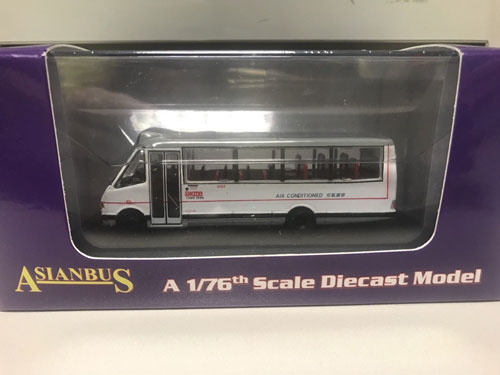 AIR CONDITIONED 空氣調節
ASIANBUS
A 1/76th Scale Diecast Model